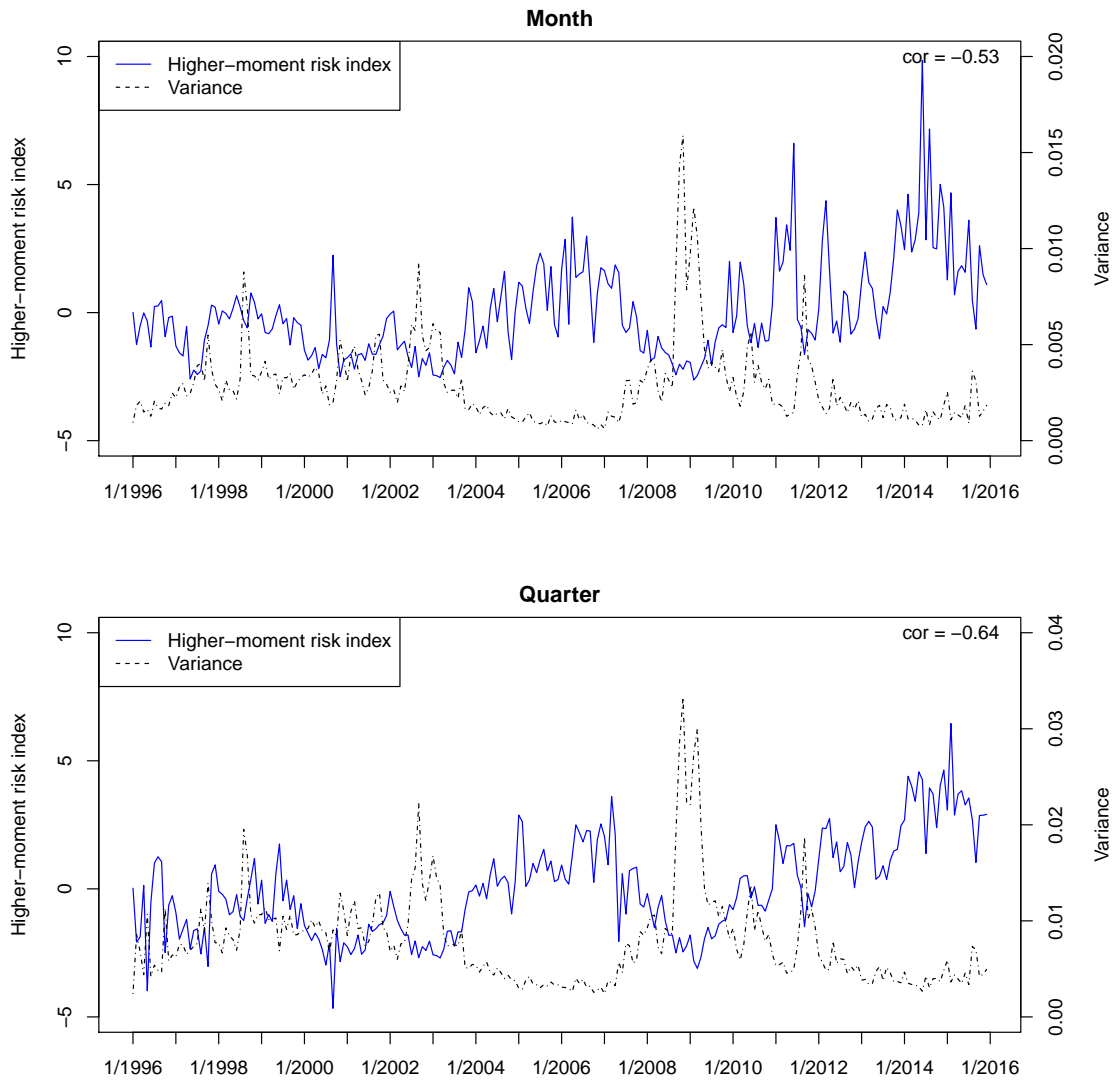 Month
Higher−moment risk index
Variance
cor = −0.53
10
5
0
−5
Higher−moment risk index
0.020
0.015
0.010
0.005
0.000
Variance
1/1996 1/1998 1/2000 1/2002 1/2004 1/2006 1/2008 1/2010 1/2012 1/2014 1/2016
Quarter
Higher−moment risk index
Variance
cor = −0.64
10
5
0
−5
Higher−moment risk index
0.04
0.03
0.02
0.01
0.00
Variance
1/1996 1/1998 1/2000 1/2002 1/2004 1/2006 1/2008 1/2010 1/2012 1/2014 1/2016